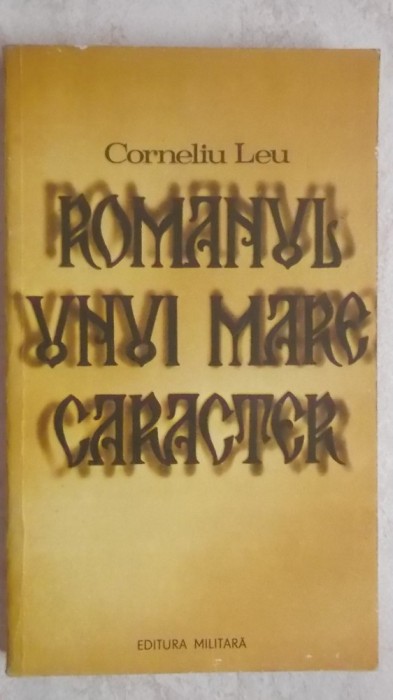 Corneliu Leu
ROMANUL
UNUI MARE
CARACTER
EDITURA MILITARĂ